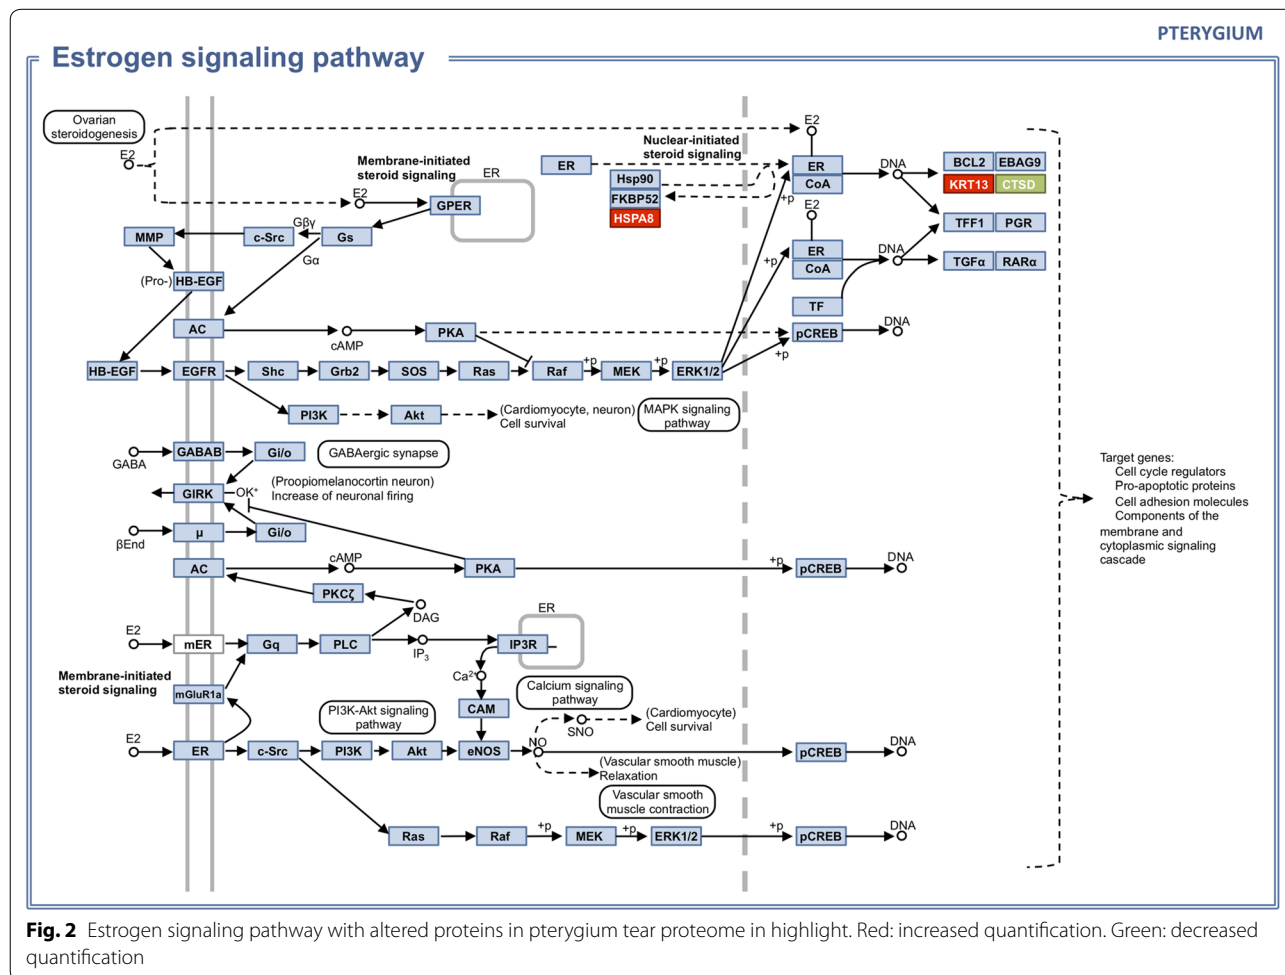 PTERYGIUM
Estrogen signaling pathway
Ovarian
steroidogenesis
E2
E2
Membrane-initiated
steroid signaling
ER
GPER
ER
Nuclear-initiated
steroid signaling
Hsp90
FKBP52
HSPA8
E2
ER
CoA
+p
DNA
BCL2
EBAG9
KRT13
CTSD
MMP
c-Src
Gβγ
Gs
Gα
E2
ER
CoA
+p
DNA
TFF1
PGR
TGFα
RARα
(Pro-)
HB-EGF
TF
AC
cAMP
PKA
pCREB
DNA
+p
HB-EGF
EGFR
Shc
Grb2
SOS
Ras
Raf
+p
MEK
+p
ERK1/2
PI3K
Akt
(Cardiomyocyte, neuron)
Cell survival
MAPK signaling
pathway
GABA
GABAB
Gi/o
GABAergic synapse
GIRK
OK⁺
(Proopiomelanocortin neuron)
Increase of neuronal firing
βEnd
μ
Gi/o
Target genes:
Cell cycle regulators
Pro-apoptotic proteins
Cell adhesion molecules
Components of the
membrane and
cytoplasmic signaling
cascade
AC
cAMP
PKA
+p
pCREB
DNA
PKCζ
DAG
E2
mER
Gq
PLC
IP₃
IP3R
ER
Membrane-initiated
steroid signaling
mGluR1a
Ca²⁺
CAM
Calcium signaling
pathway
PI3K-Akt signaling
pathway
E2
ER
c-Src
PI3K
Akt
eNOS
NO
SNO
(Cardiomyocyte)
Cell survival
pCREB
DNA
(Vascular smooth muscle)
Relaxation
Vascular smooth
muscle contraction
Ras
Raf
+p
MEK
+p
ERK1/2
+p
pCREB
DNA
Fig. 2 Estrogen signaling pathway with altered proteins in pterygium tear proteome in highlight. Red: increased quantification. Green: decreased
quantification